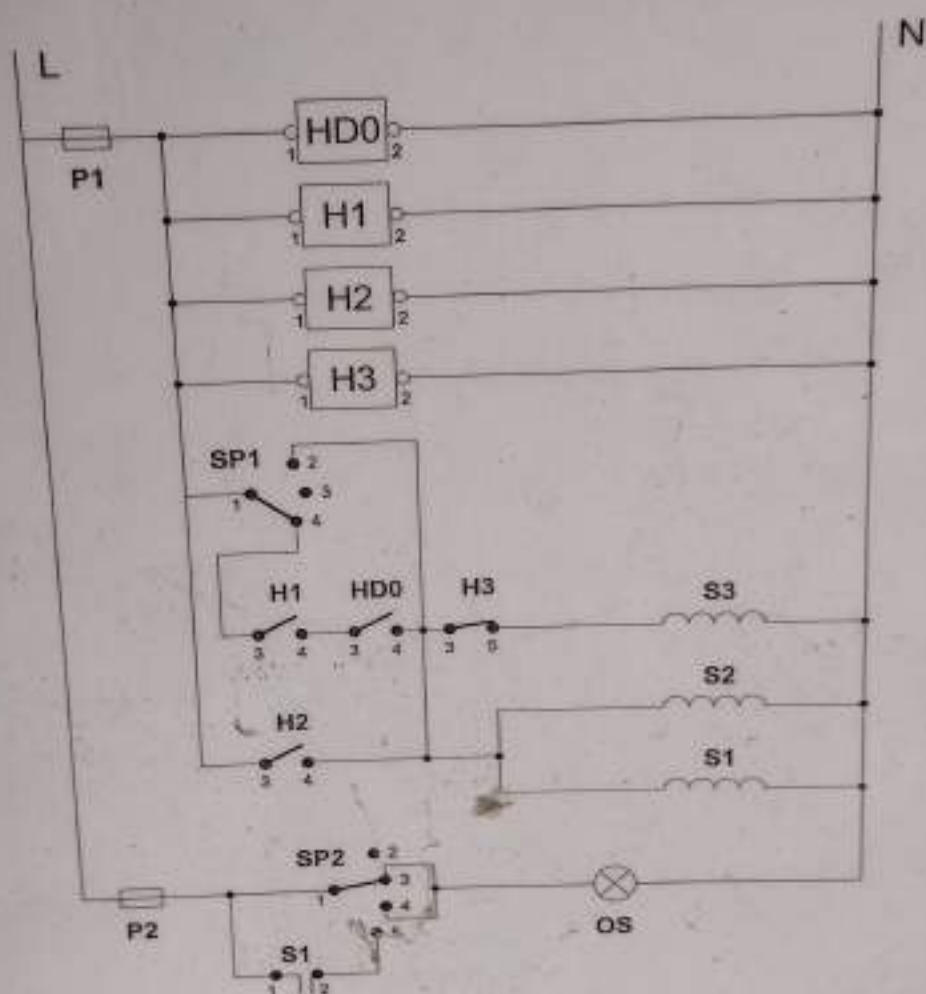 L N
P1
1 HD0 2
1 H1 2
1 H2 2
1 H3 2
SP1 2
1 3
4
H1 HD0 H3 S3
3 4 3 4 3 5
S2
H2
3 4
S1
SP2 2
1 3
4
P2 OS
S1
1 2